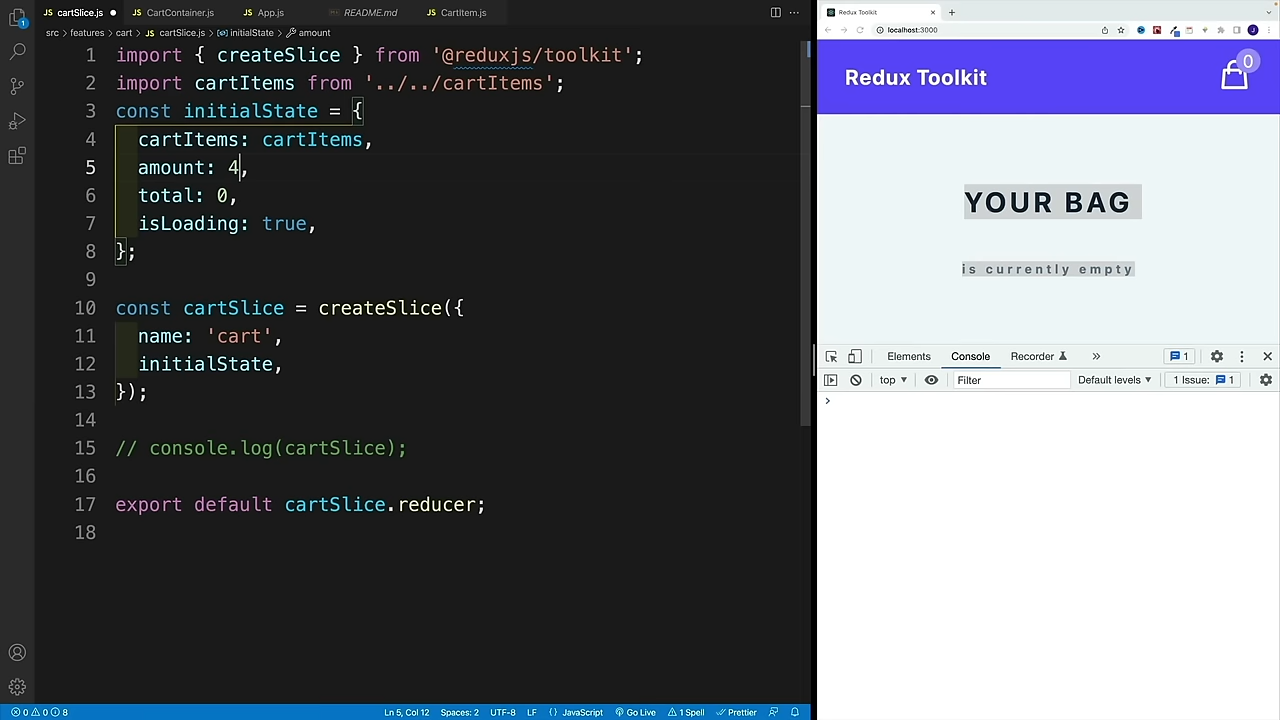 cartSlice.js
CartContainer.js
App.js
README.md
CartItem.js
src > features > JS .js > initialState > amount
1 import { createSlice } from '@reduxjs/toolkit';
2 import cartItems from '../../cartItems';
3 const initialState = {
4 cartItems: cartItems,
5 amount: 4,
6 total: 0,
7 isLoading: true,
8 };
9
10 const cartSlice = createSlice({
11 name: 'cart',
12 initialState,
13 });
14
15 // console.log(cartSlice);
16
17 export default cartSlice.reducer;
18
0 0 8 Ln 5, Col 12 Spaces: 2 UTF-8 LF {} JavaScript Go Live 1 Spell Prettier
Redux Toolkit
localhost:3000
J
Redux Toolkit
0
YOUR BAG
is currently empty
Elements Console Recorder 1
top Filter Default levels 1 Issue: 1